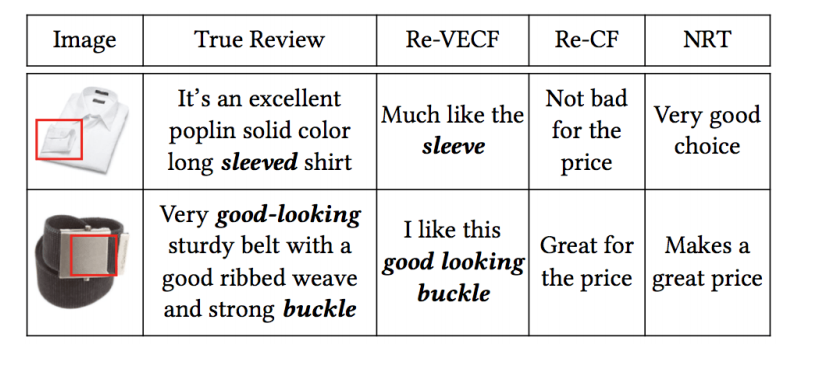 Image True Review Re-VECF Re-CF NRT
It’s an excellent
poplin solid color
long sleeved shirt
Much like the
sleeve
Not bad
for the
price
Very good
choice
Very good-looking
sturdy belt with a
good ribbed weave
and strong buckle
I like this
good looking
buckle
Great for
the price
Makes a
great price